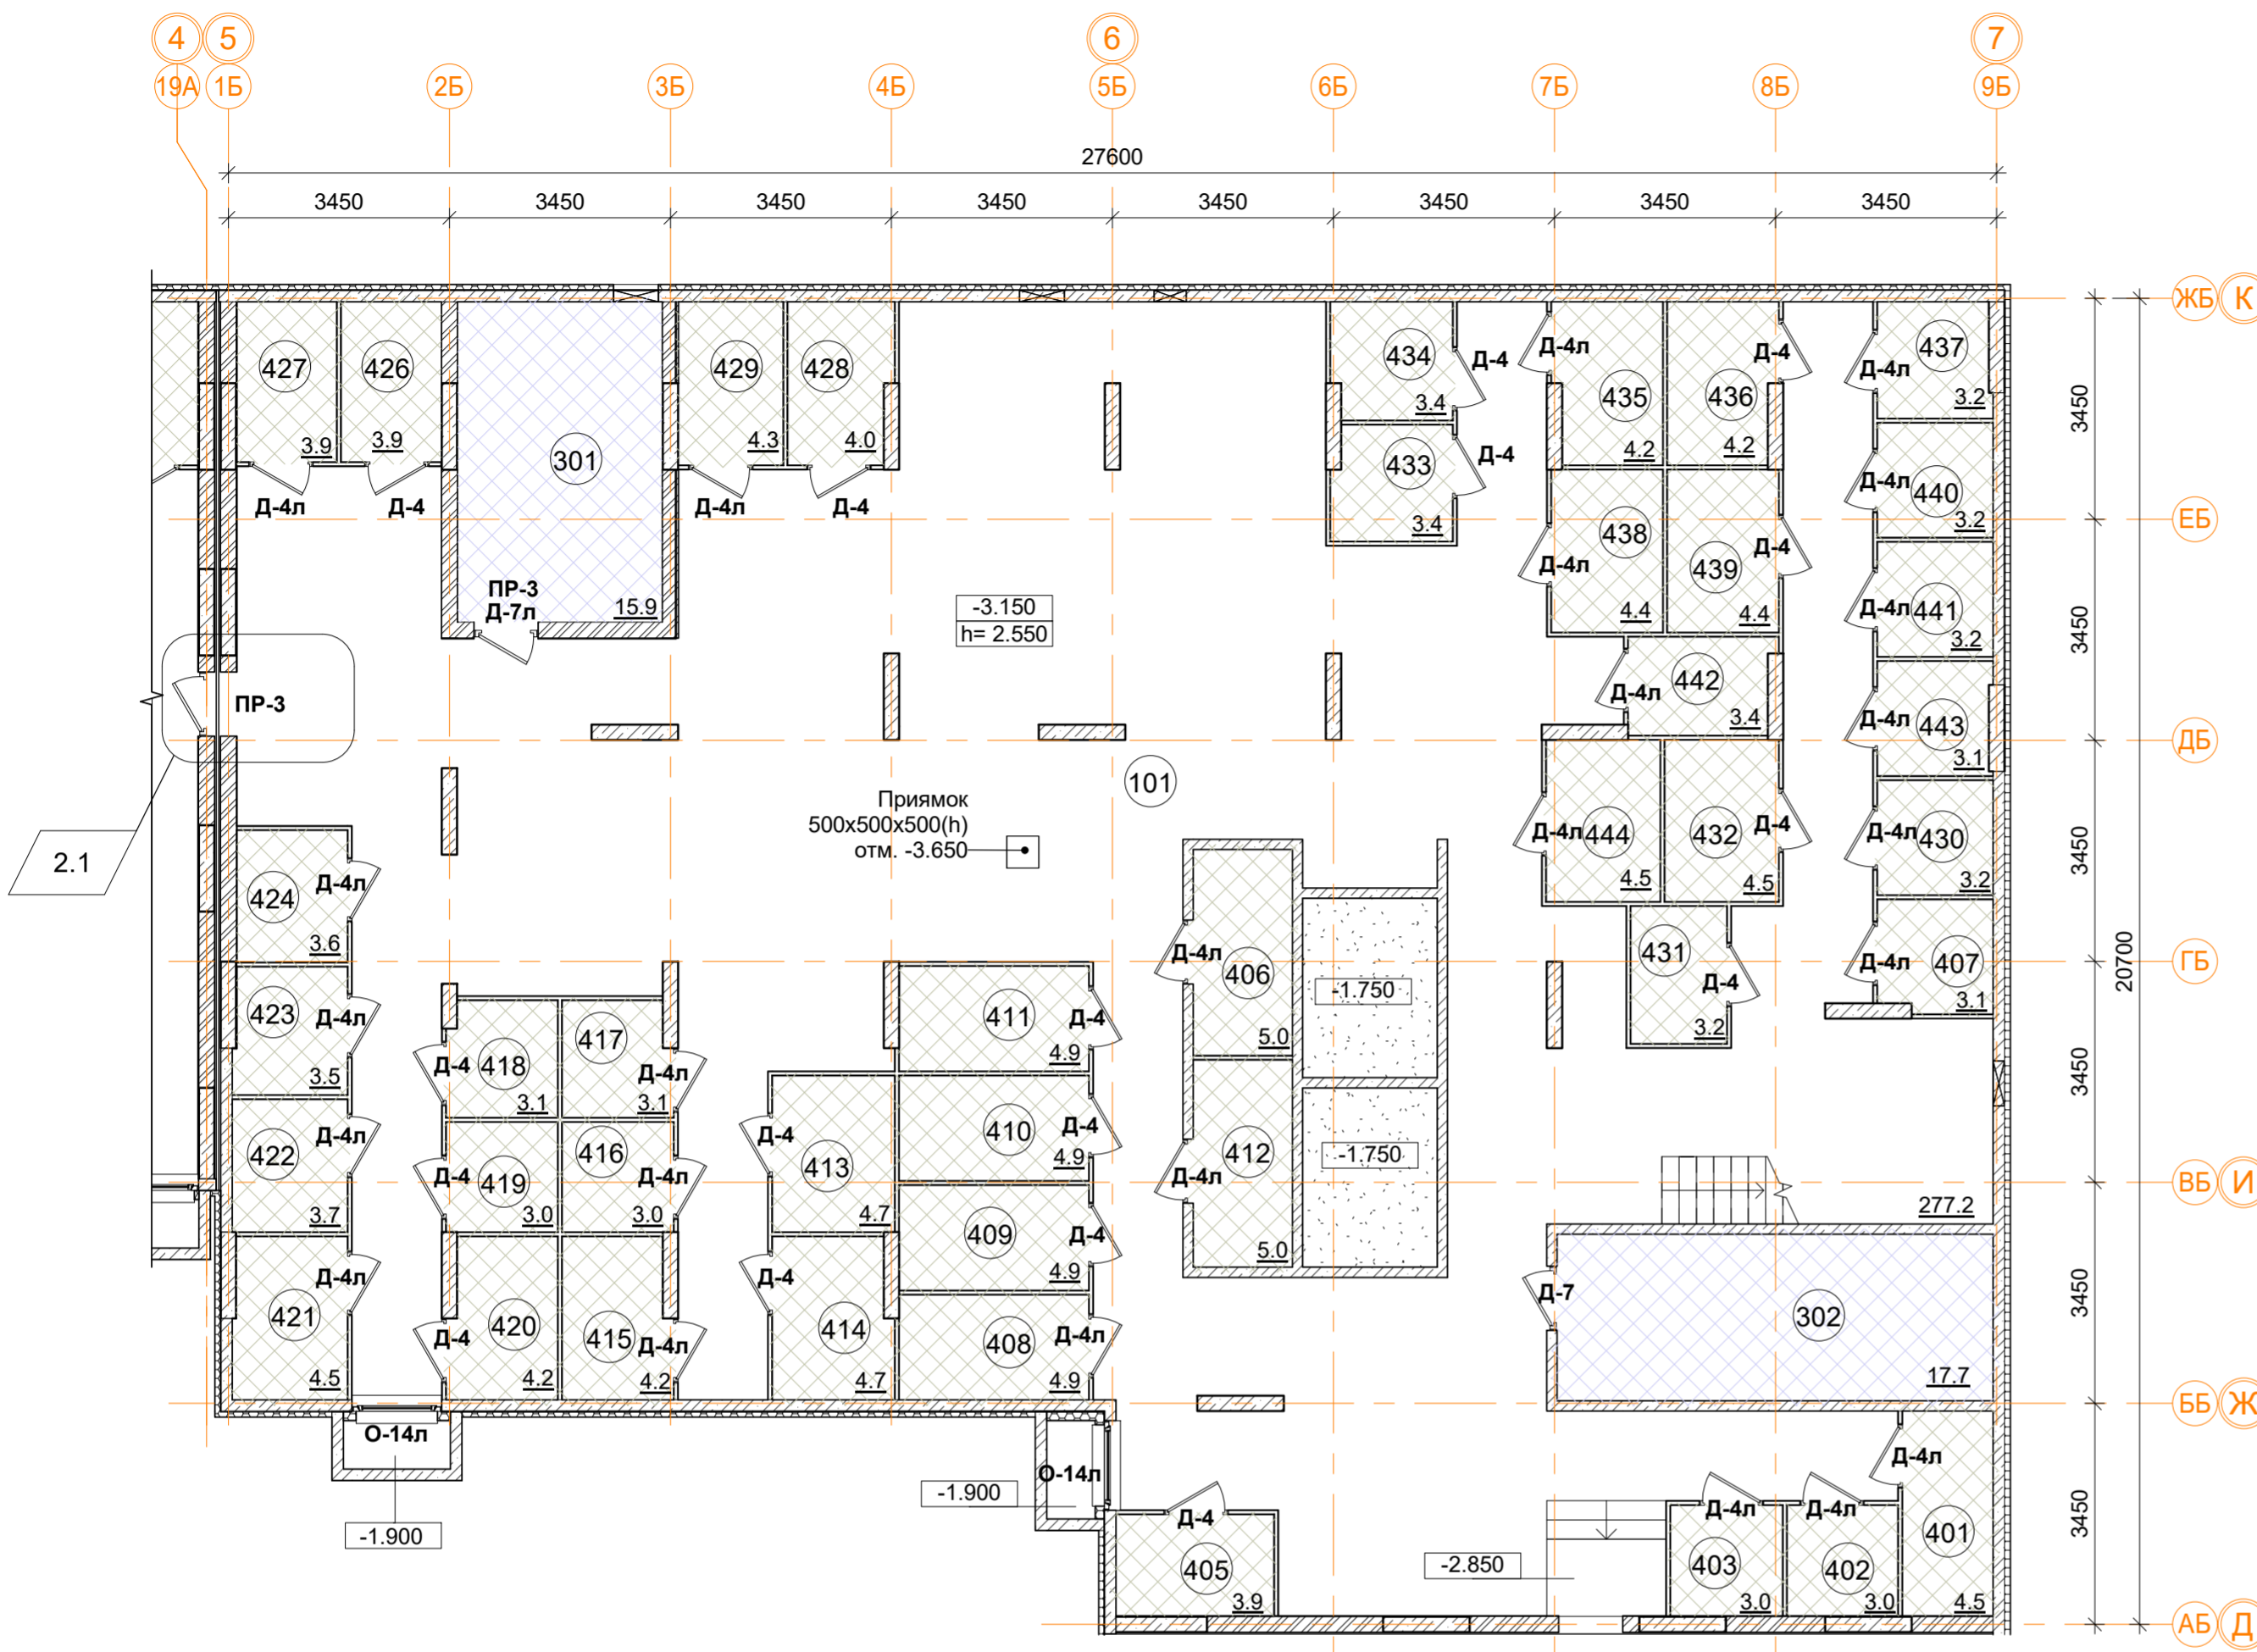 4 5 6 7
19А 1Б 2Б 3Б 4Б 5Б 6Б 7Б 8Б 9Б
27600
3450 3450 3450 3450 3450 3450 3450 3450
ЖБ К
427 426 429 428 434 435 436 437
Д-4 Д-4л Д-4 Д-4л
3.9 3.9 4.3 4.0 3.4 4.2 4.2 3.2
3450
301 433 440
Д-4л Д-4 Д-4л Д-4 Д-4 Д-4л
3.4 3.2
ЕБ
438 439 441
Д-4л Д-4 Д-4л
ПР-3
Д-7л
15.9 4.4 4.4 3.2
-3.150
h= 2.550
3450
442 443
Д-4л Д-4л
ПР-3
3.4 3.1
ДБ
101
Приямок
500х500х500(h)
отм. -3.650
2.1
444 432 430
Д-4л Д-4 Д-4л
4.5 4.5 3.2
3450
424
Д-4л
3.6
406
Д-4л
5.0
-1.750
431
Д-4
3.2
407
Д-4л
3.1
ГБ
20700
423
Д-4л
3.5
418 417
Д-4 Д-4л
3.1 3.1
411
Д-4
4.9
3450
422
Д-4л
3.7
419 416
Д-4 Д-4л
3.0 3.0
413
Д-4
4.7
410
Д-4
4.9
412
Д-4л
5.0
-1.750
ВБ И
277.2
409
Д-4
4.9
421
Д-4л
4.5
420 415
Д-4 Д-4л
4.2 4.2
414
Д-4
4.7
408
Д-4л
4.9
Д-7
302
17.7
3450
ББ Ж
О-14л
-1.900
О-14л
-1.900
405
Д-4
3.9
-2.850
403
Д-4л
3.0
402
Д-4л
3.0
401
Д-4л
4.5
3450
АБ Д